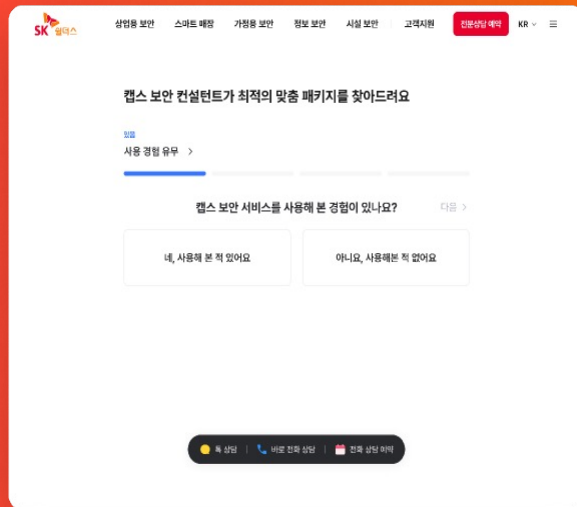 SK 쉴더스
상업용 보안 스마트 매장 가정용 보안 정보 보안 시설 보안 고객지원 전문상담 예약 KR
캡스 보안 컨설턴트가 최적의 맞춤 패키지를 찾아드려요
있음
사용 경험 유무 >
캡스 보안 서비스를 사용해 본 경험이 있나요? 다음 >
네, 사용해 본 적 있어요 아니요, 사용해본 적 없어요
톡 상담 | 바로 전화 상담 | 전화 상담 예약